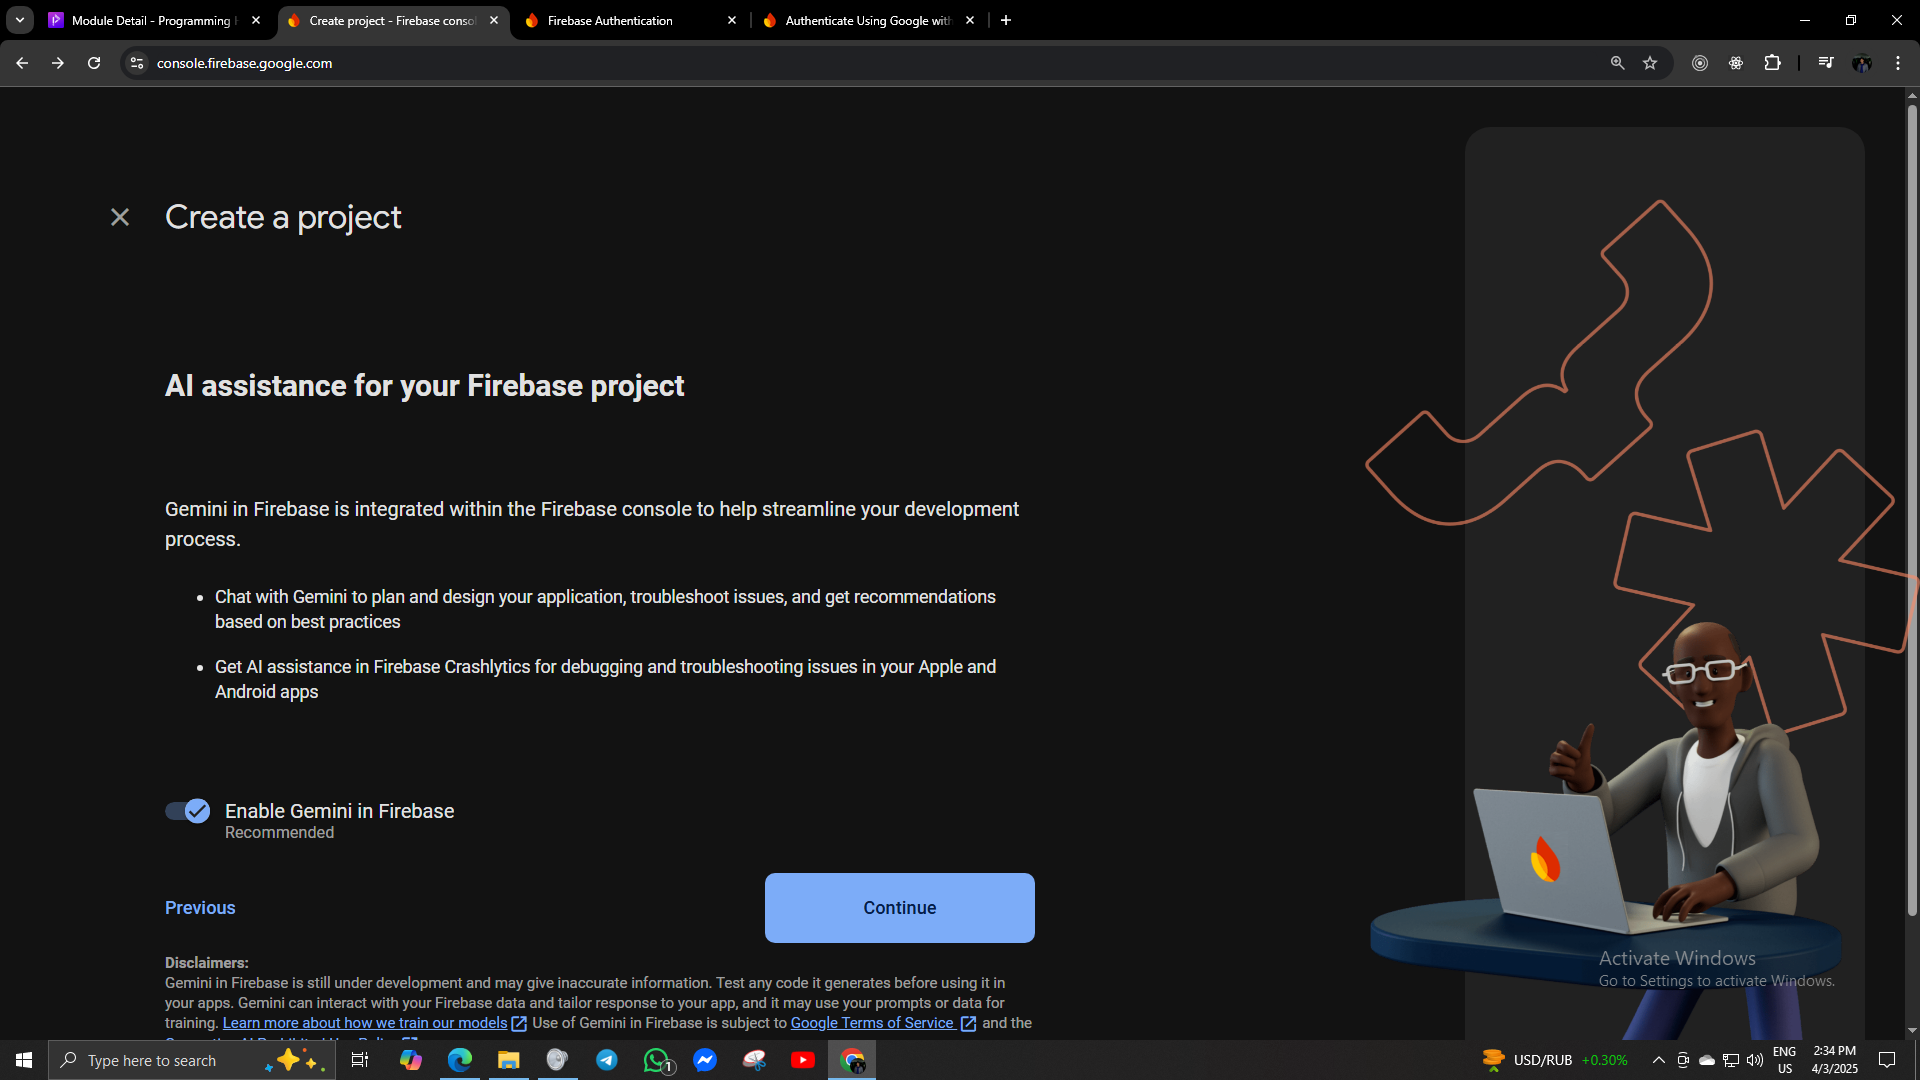 Module Detail - Programming
Create project - Firebase conso
Firebase Authentication
Authenticate Using Google with
console.firebase.google.com
Create a project
AI assistance for your Firebase project
Gemini in Firebase is integrated within the Firebase console to help streamline your development
process.
Chat with Gemini to plan and design your application, troubleshoot issues, and get recommendations
based on best practices
Get AI assistance in Firebase Crashlytics for debugging and troubleshooting issues in your Apple and
Android apps
Enable Gemini in Firebase
Recommended
Previous
Continue
Disclaimers:
Gemini in Firebase is still under development and may give inaccurate information. Test any code it generates before using it in
your apps. Gemini can interact with your Firebase data and tailor response to your app, and it may use your prompts or data for
training. Learn more about how we train our models Use of Gemini in Firebase is subject to Google Terms of Service and the
Activate Windows
Go to Settings to activate Windows.
Type here to search
1
USD/RUB +0.30%
ENG
US
2:34 PM
4/3/2025